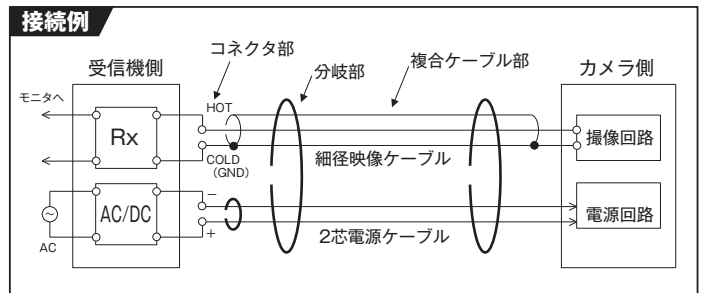 接続例
コネクタ部
受信機側
分岐部
複合ケーブル部
カメラ側
モニタへ
HOT
Rx
撮像回路
COLD
(GND)
細径映像ケーブル
AC/DC
−
電源回路
+
2芯電源ケーブル
AC